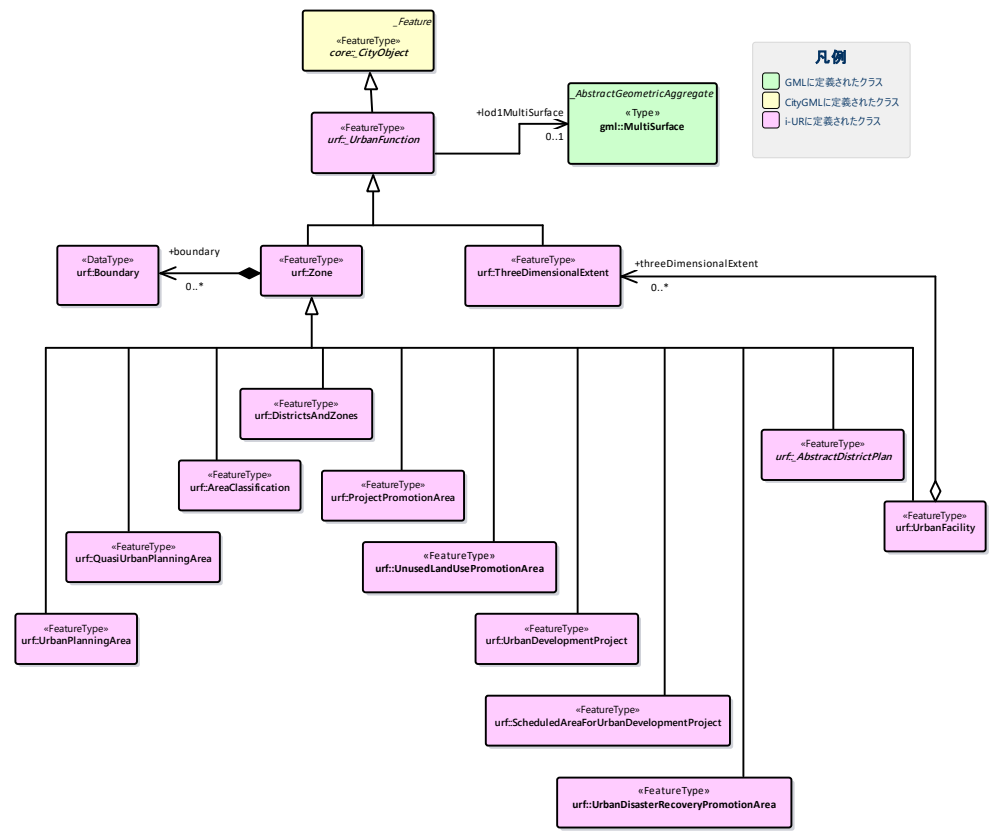 _Feature
«FeatureType»
core::_CityObject
凡例
GMLに定義されたクラス
CityGMLに定義されたクラス
i-URに定義されたクラス
_AbstractGeometricAggregate
«Type»
gml::MultiSurface
+lod1MultiSurface
0..1
«FeatureType»
urf::_UrbanFunction
+boundary
0..*
«DataType»
urf::Boundary
«FeatureType»
urf::Zone
«FeatureType»
urf::ThreeDimensionalExtent
+threeDimensionalExtent
0..*
«FeatureType»
urf::DistrictsAndZones
«FeatureType»
urf::_AbstractDistrictPlan
«FeatureType»
urf::AreaClassification
«FeatureType»
urf::ProjectPromotionArea
«FeatureType»
urf::UrbanFacility
«FeatureType»
urf::QuasiUrbanPlanningArea
«FeatureType»
urf::UnusedLandUsePromotionArea
«FeatureType»
urf::UrbanPlanningArea
«FeatureType»
urf::UrbanDevelopmentProject
«FeatureType»
urf::ScheduledAreaForUrbanDevelopmentProject
«FeatureType»
urf::UrbanDisasterRecoveryPromotionArea